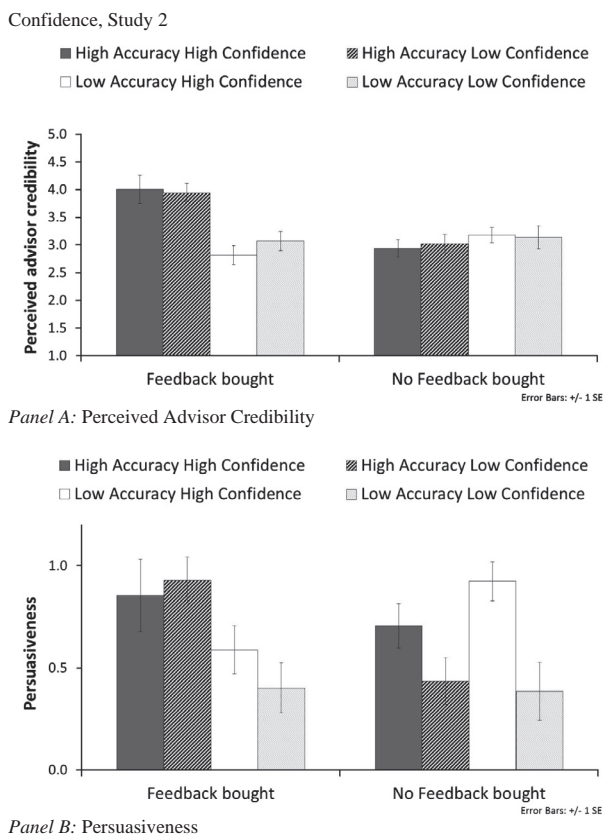 Confidence, Study 2
High Accuracy High Confidence High Accuracy Low Confidence
Low Accuracy High Confidence Low Accuracy Low Confidence
Perceived advisor credibility
5.0
4.5
4.0
3.5
3.0
2.5
2.0
1.5
1.0
Feedback bought No Feedback bought
Error Bars: +/- 1 SE
Panel A: Perceived Advisor Credibility
High Accuracy High Confidence High Accuracy Low Confidence
Low Accuracy High Confidence Low Accuracy Low Confidence
Persuasiveness
1.0
0.5
0.0
Feedback bought No Feedback bought
Error Bars: +/- 1 SE
Panel B: Persuasiveness